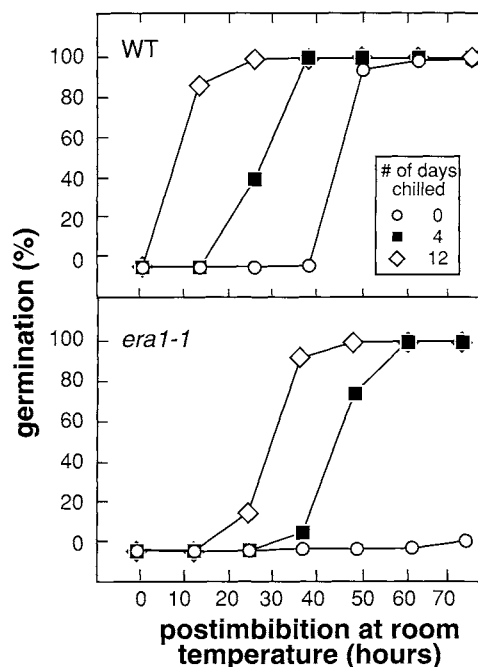 WT
100
80
60
40
20
0
# of days
chilled
0
4
12
era1-1
100
80
60
40
20
0
germination (%)
0 10 20 30 40 50 60 70
postimbibition at room
temperature (hours)